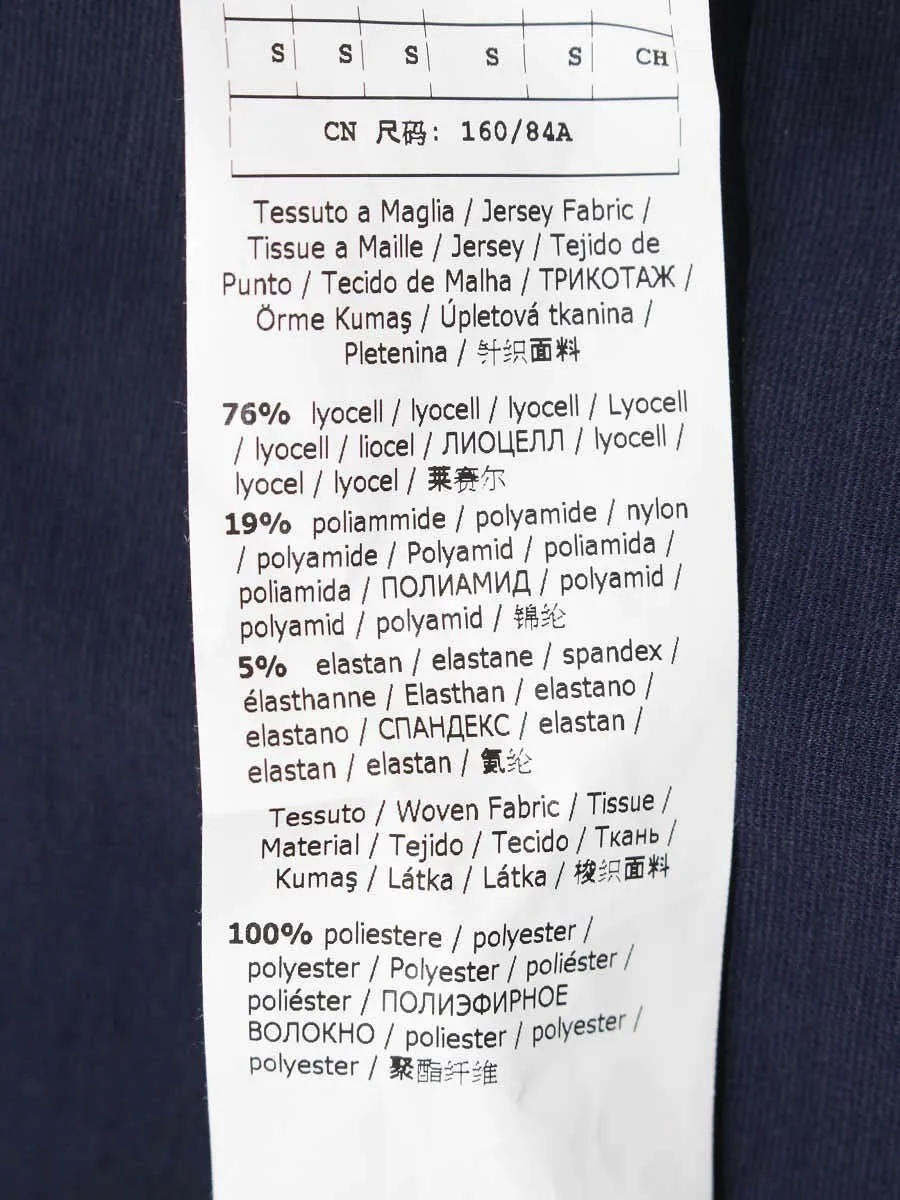 S S S S S CH
CN 尺码: 160/84A
Tessuto a Maglia / Jersey Fabric /
Tissue a Maille / Jersey / Tejido de
Punto / Tecido de Malha / ТРИКОТАЖ /
Örme Kumaş / Úpletová tkanina /
Pletenina / 针织面料
76% lyocell / lyocell / lyocell / Lyocell
/ lyocell / liocel / ЛИОЦЕЛЛ / lyocell /
lyocel / lyocel / 莱赛尔
19% poliammide / polyamide / nylon
/ polyamide / Polyamid / poliamida /
poliamida / ПОЛИАМИД / polyamid /
polyamid / polyamid / 锦纶
5% elastan / elastane / spandex /
élasthanne / Elasthan / elastano /
elastano / СПАНДЕКС / elastan /
elastan / elastan / 氨纶
Tessuto / Woven Fabric / Tissue /
Material / Tejido / Tecido / Ткань /
Kumaş / Látka / Látka / 梭织面料
100% poliestere / polyester /
polyester / Polyester / poliéster /
poliéster / ПОЛИЭФИРНОЕ
ВОЛОКНО / poliester / polyester /
polyester / 聚酯纤维